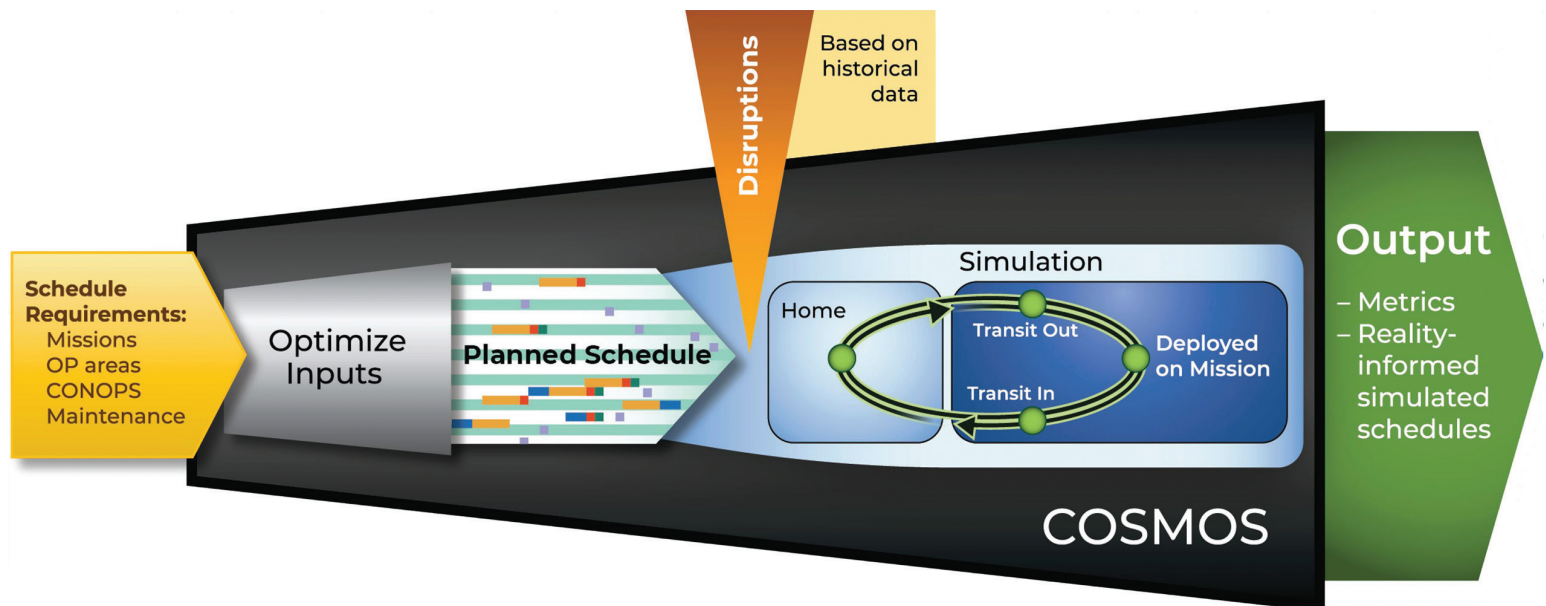 Schedule
Requirements:
Missions
OP areas
CONOPS
Maintenance
Optimize
Inputs
Planned Schedule
Disruptions
Based on
historical
data
Simulation
Home
Transit Out
Deployed
on Mission
Transit In
COSMOS
Output
– Metrics
– Reality-
informed
simulated
schedules